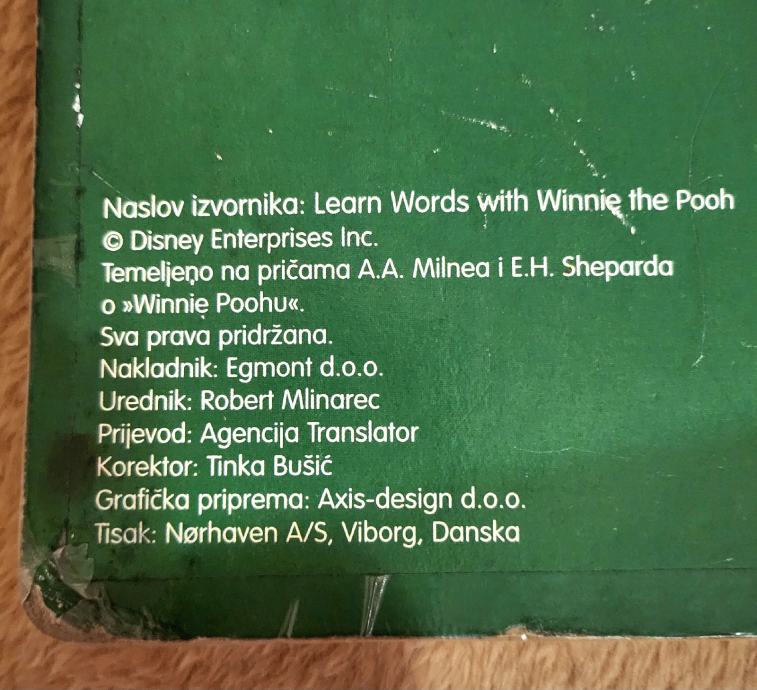 Naslov izvornika: Learn Words with Winnie the Pooh
© Disney Enterprises Inc.
Temeljeno na pričama A.A. Milnea i E.H. Sheparda
o »Winnie Poohu«.
Sva prava pridržana.
Nakladnik: Egmont d.o.o.
Urednik: Robert Mlinarec
Prijevod: Agencija Translator
Korektor: Tinka Bušić
Grafička priprema: Axis-design d.o.o.
Tisak: Nørhaven A/S, Viborg, Danska